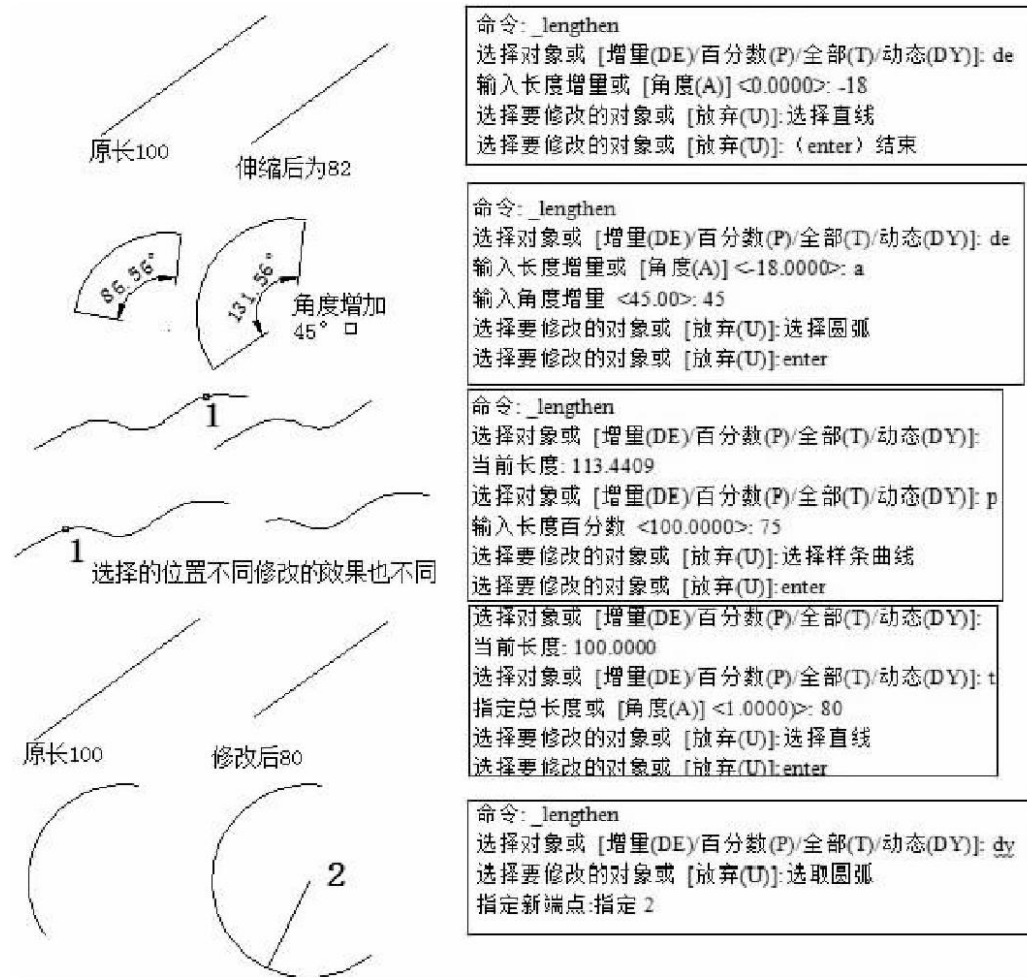 原长100
伸缩后为82
命令: _lengthen
选择对象或 [增量(DE)/百分数(P)/全部(T)/动态(DY)]: de
输入长度增量或 [角度(A)] <0.0000>: -18
选择要修改的对象或 [放弃(U)]:选择直线
选择要修改的对象或 [放弃(U)]:（enter）结束
86.56°
131.56°
角度增加
45°
命令: _lengthen
选择对象或 [增量(DE)/百分数(P)/全部(T)/动态(DY)]: de
输入长度增量或 [角度(A)] <-18.0000>: a
输入角度增量 <45.00>: 45
选择要修改的对象或 [放弃(U)]:选择圆弧
选择要修改的对象或 [放弃(U)]:enter
1
1
选择的位置不同修改的效果也不同
命令: _lengthen
选择对象或 [增量(DE)/百分数(P)/全部(T)/动态(DY)]:
当前长度: 113.4409
选择对象或 [增量(DE)/百分数(P)/全部(T)/动态(DY)]: p
输入长度百分数 <100.0000>: 75
选择要修改的对象或 [放弃(U)]:选择样条曲线
选择要修改的对象或 [放弃(U)]:enter
原长100
修改后80
选择对象或 [增量(DE)/百分数(P)/全部(T)/动态(DY)]:
当前长度: 100.0000
选择对象或 [增量(DE)/百分数(P)/全部(T)/动态(DY)]: t
指定总长度或 [角度(A)] <1.0000)>: 80
选择要修改的对象或 [放弃(U)]:选择直线
选择要修改的对象或 [放弃(U)]:enter
2
命令: _lengthen
选择对象或 [增量(DE)/百分数(P)/全部(T)/动态(DY)]: dy
选择要修改的对象或 [放弃(U)]:选取圆弧
指定新端点:指定 2